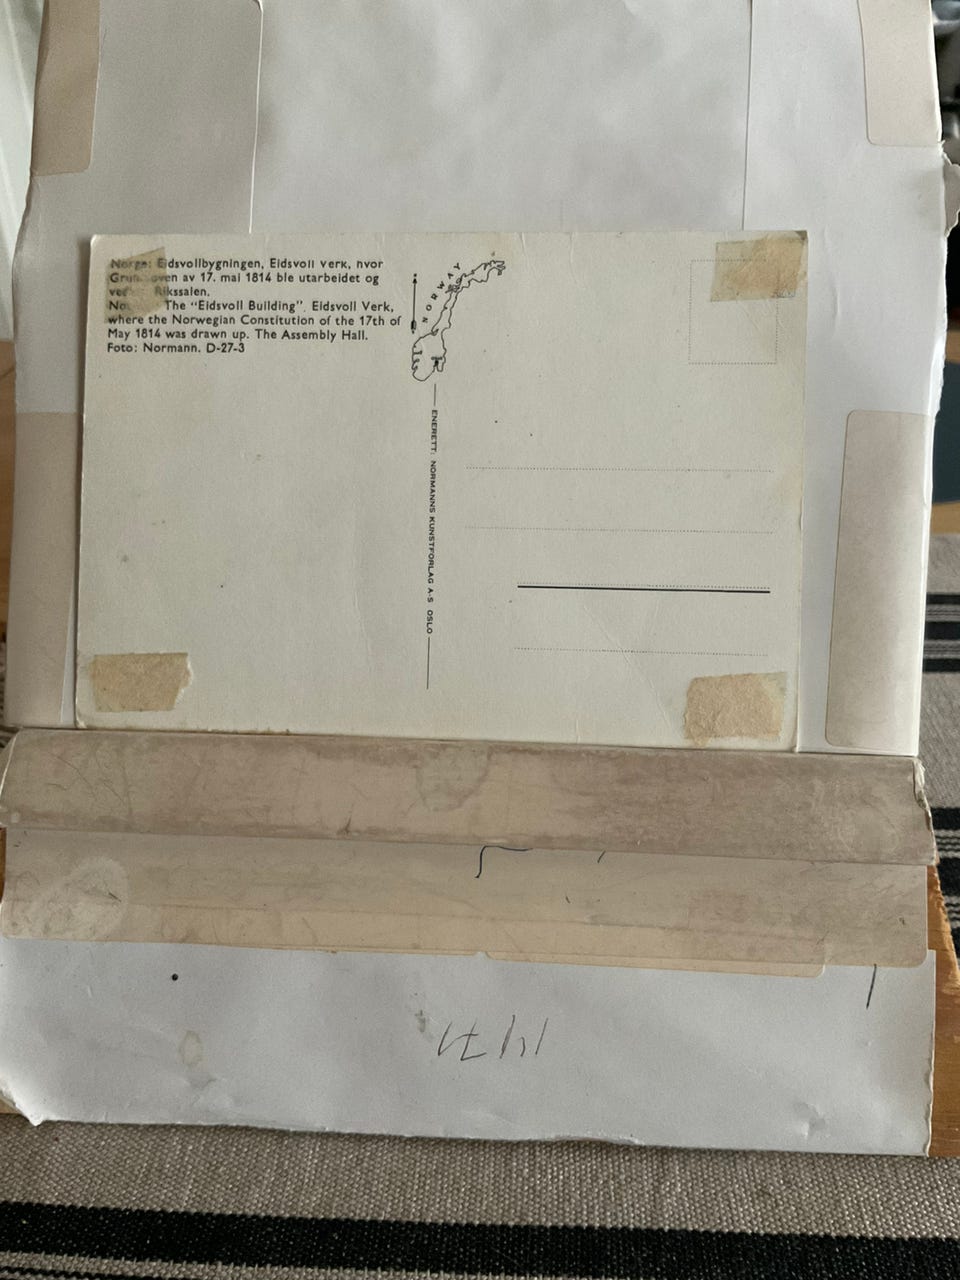 Norge: Eidsvollbygningen, Eidsvoll Verk, hvor
av 17. mai 1814 ble utarbeidet og
Rikssalen.
The "Eidsvoll Building", Eidsvoll Verk,
where the Norwegian Constitution of the 17th of
May 1814 was drawn up. The Assembly Hall.
Foto: Normann. D-27-3
NORWAY
ENERETT: NORMANNS KUNSTFORLAG A-S OSLO